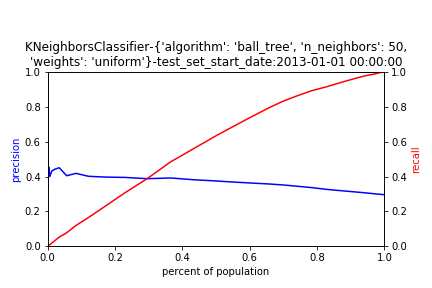 KNeighborsClassifier-{'algorithm': 'ball_tree', 'n_neighbors': 50,
'weights': 'uniform'}-test_set_start_date:2013-01-01 00:00:00
1.0
0.8
0.6
0.4
0.2
0.0
precision
1.0
0.8
0.6
0.4
0.2
0.0
recall
0.0 0.2 0.4 0.6 0.8 1.0
percent of population